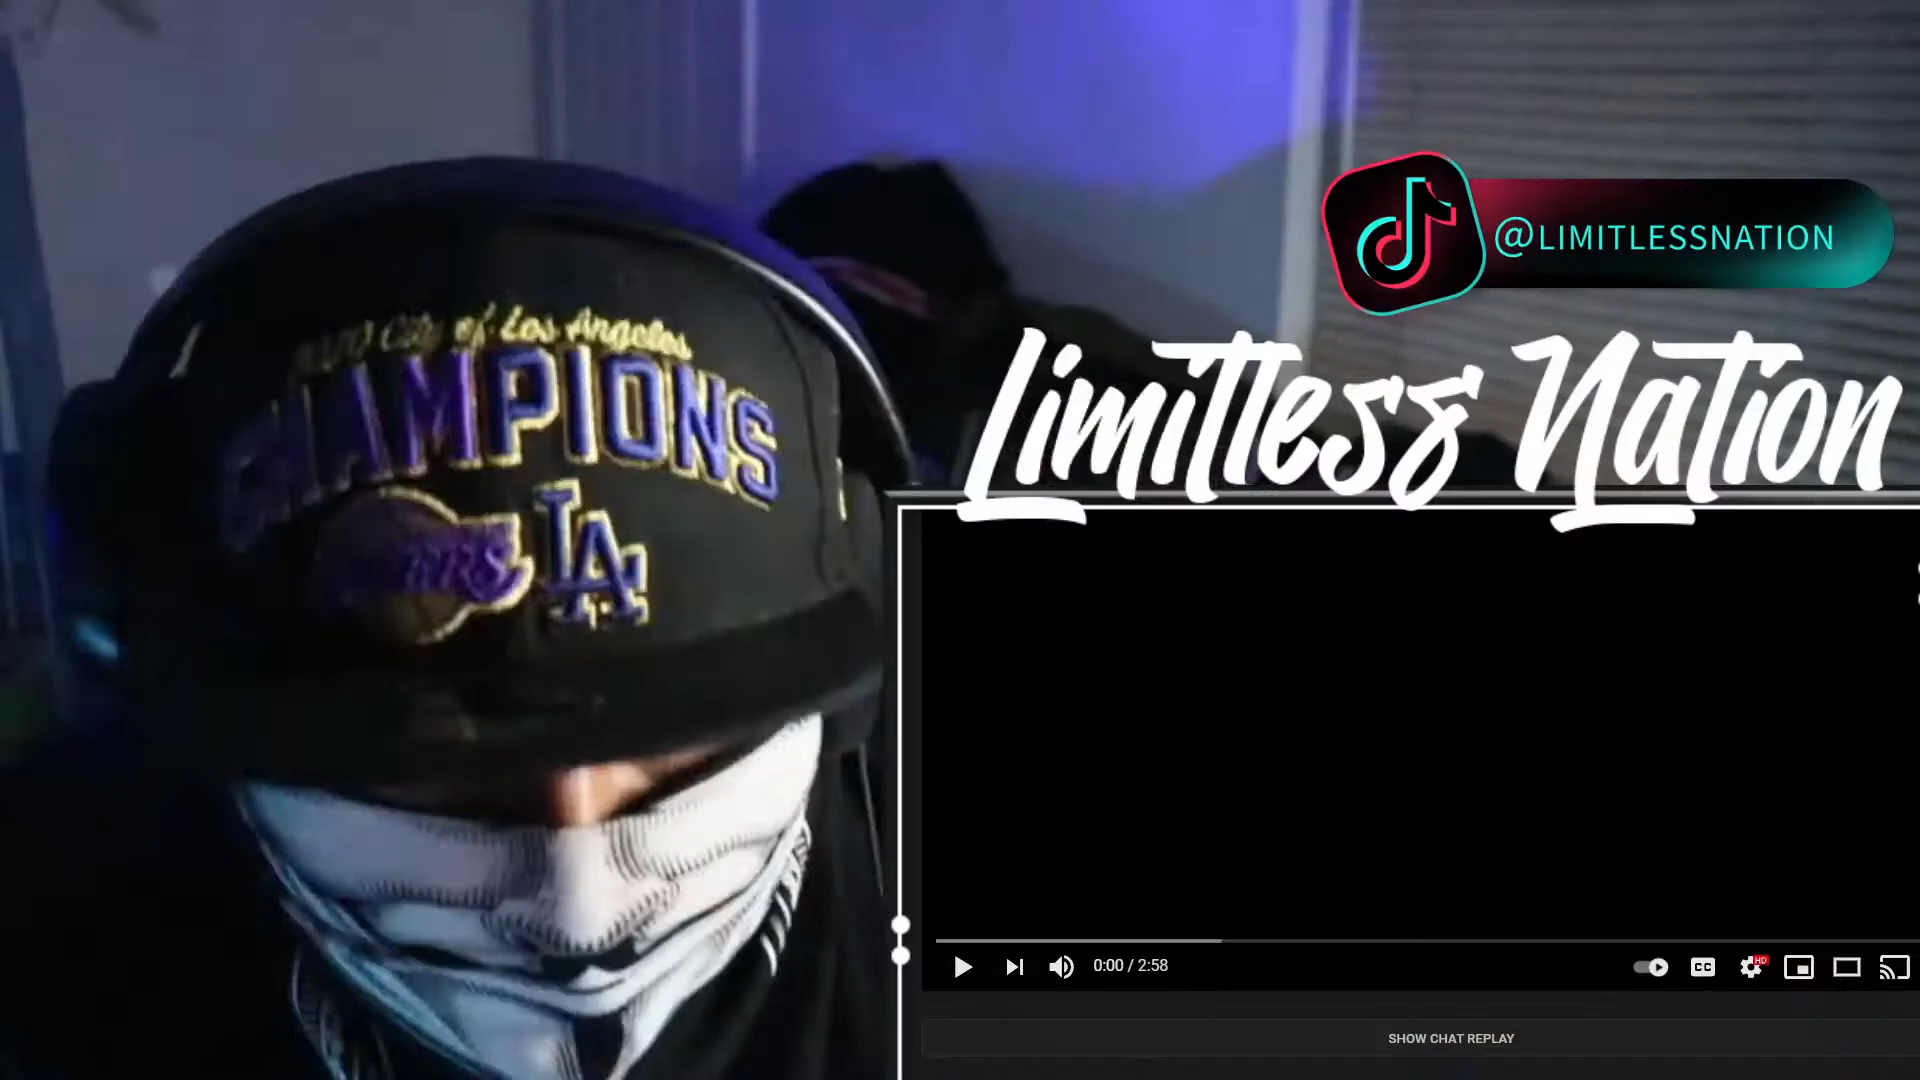 @LIMITLESSNATION
Limitless Nation
City of Los Angeles
CHAMPIONS
LA
0:00 / 2:58
CC
HD
SHOW CHAT REPLAY